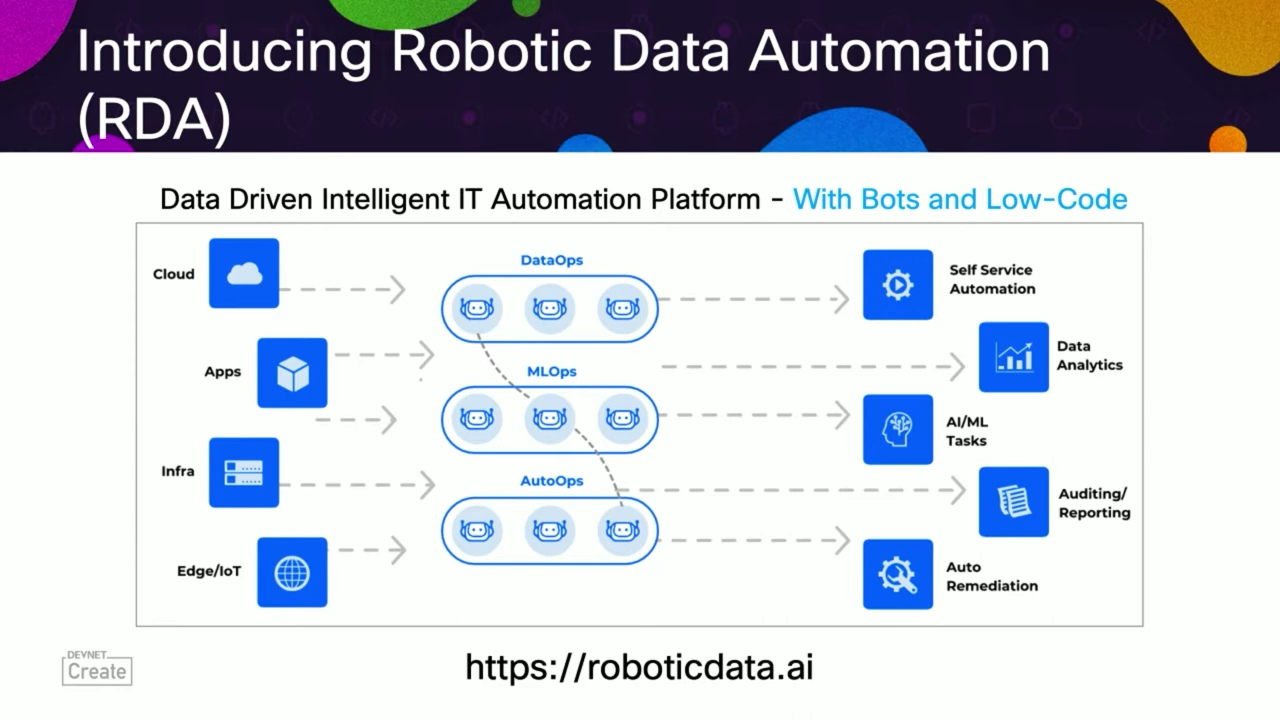 Introducing Robotic Data Automation
(RDA)
Data Driven Intelligent IT Automation Platform - With Bots and Low-Code
Cloud
Apps
Infra
Edge/IoT
DataOps
MLOps
AutoOps
Self Service
Automation
Data
Analytics
AI/ML
Tasks
Auditing/
Reporting
Auto
Remediation
DEVNET
Create
https://roboticdata.ai